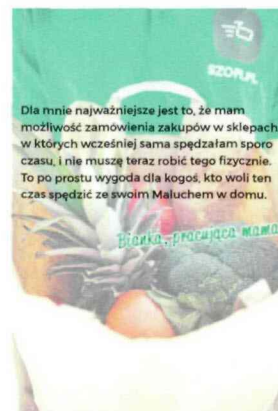 SZOPI.PL
Dla mnie najważniejsze jest to, że mam
możliwość zamówienia zakupów w sklepach
w których wcześniej sama spędzałam sporo
czasu, i nie muszę teraz robić tego fizycznie.
To po prostu wygoda dla kogoś, kto woli ten
czas spędzić ze swoim Maluchem w domu.
Bianka, pracująca mama